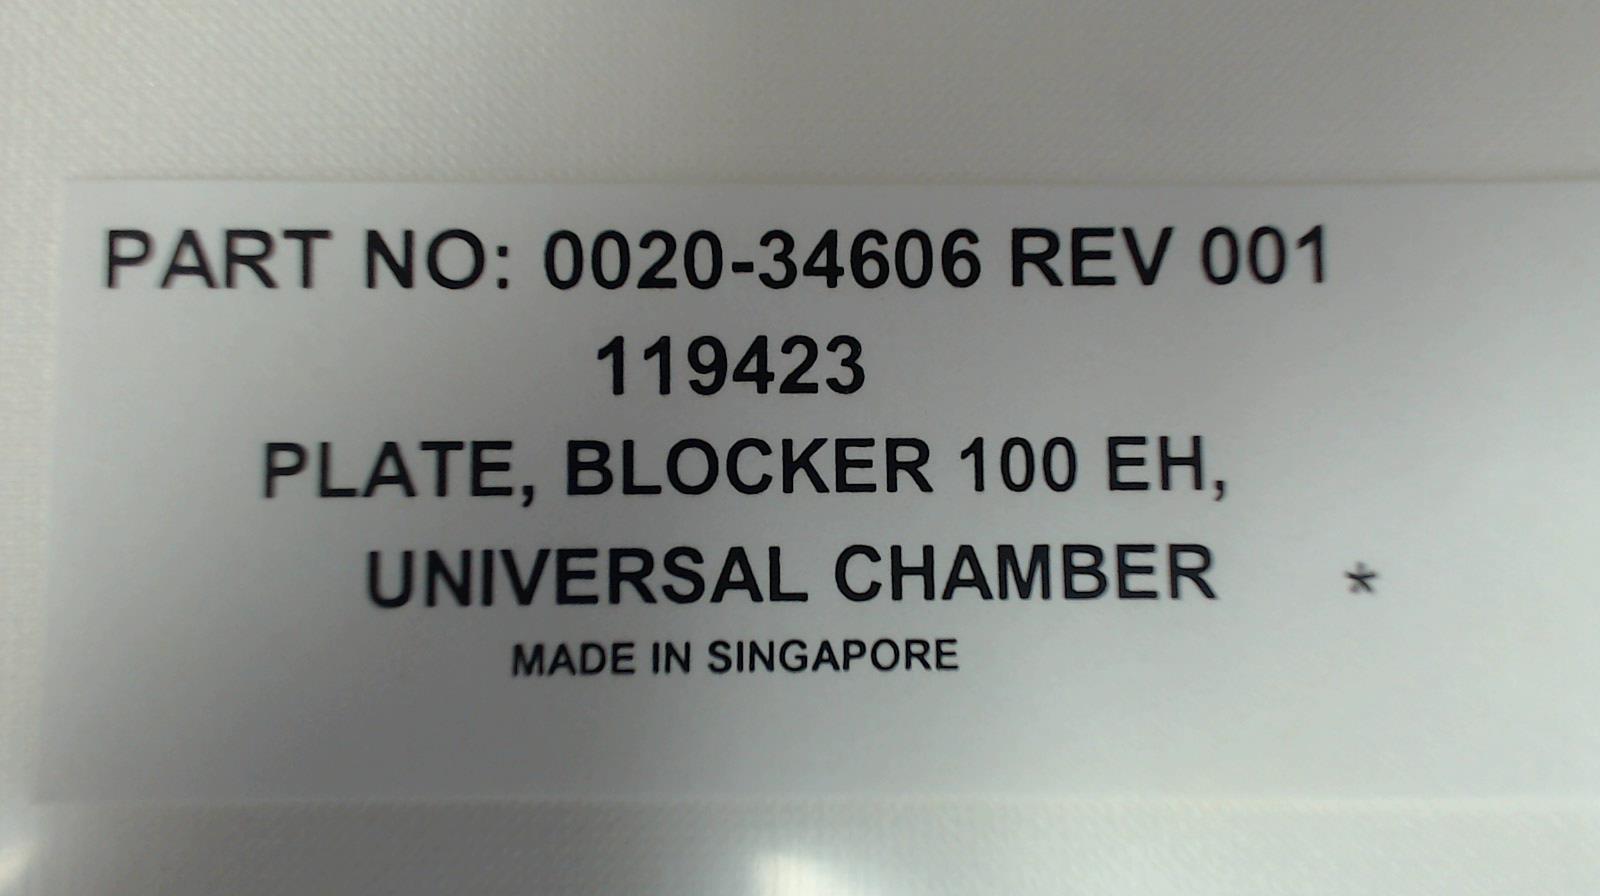 PART NO: 0020-34606 REV 001
119423
PLATE, BLOCKER 100 EH,
UNIVERSAL CHAMBER *
MADE IN SINGAPORE